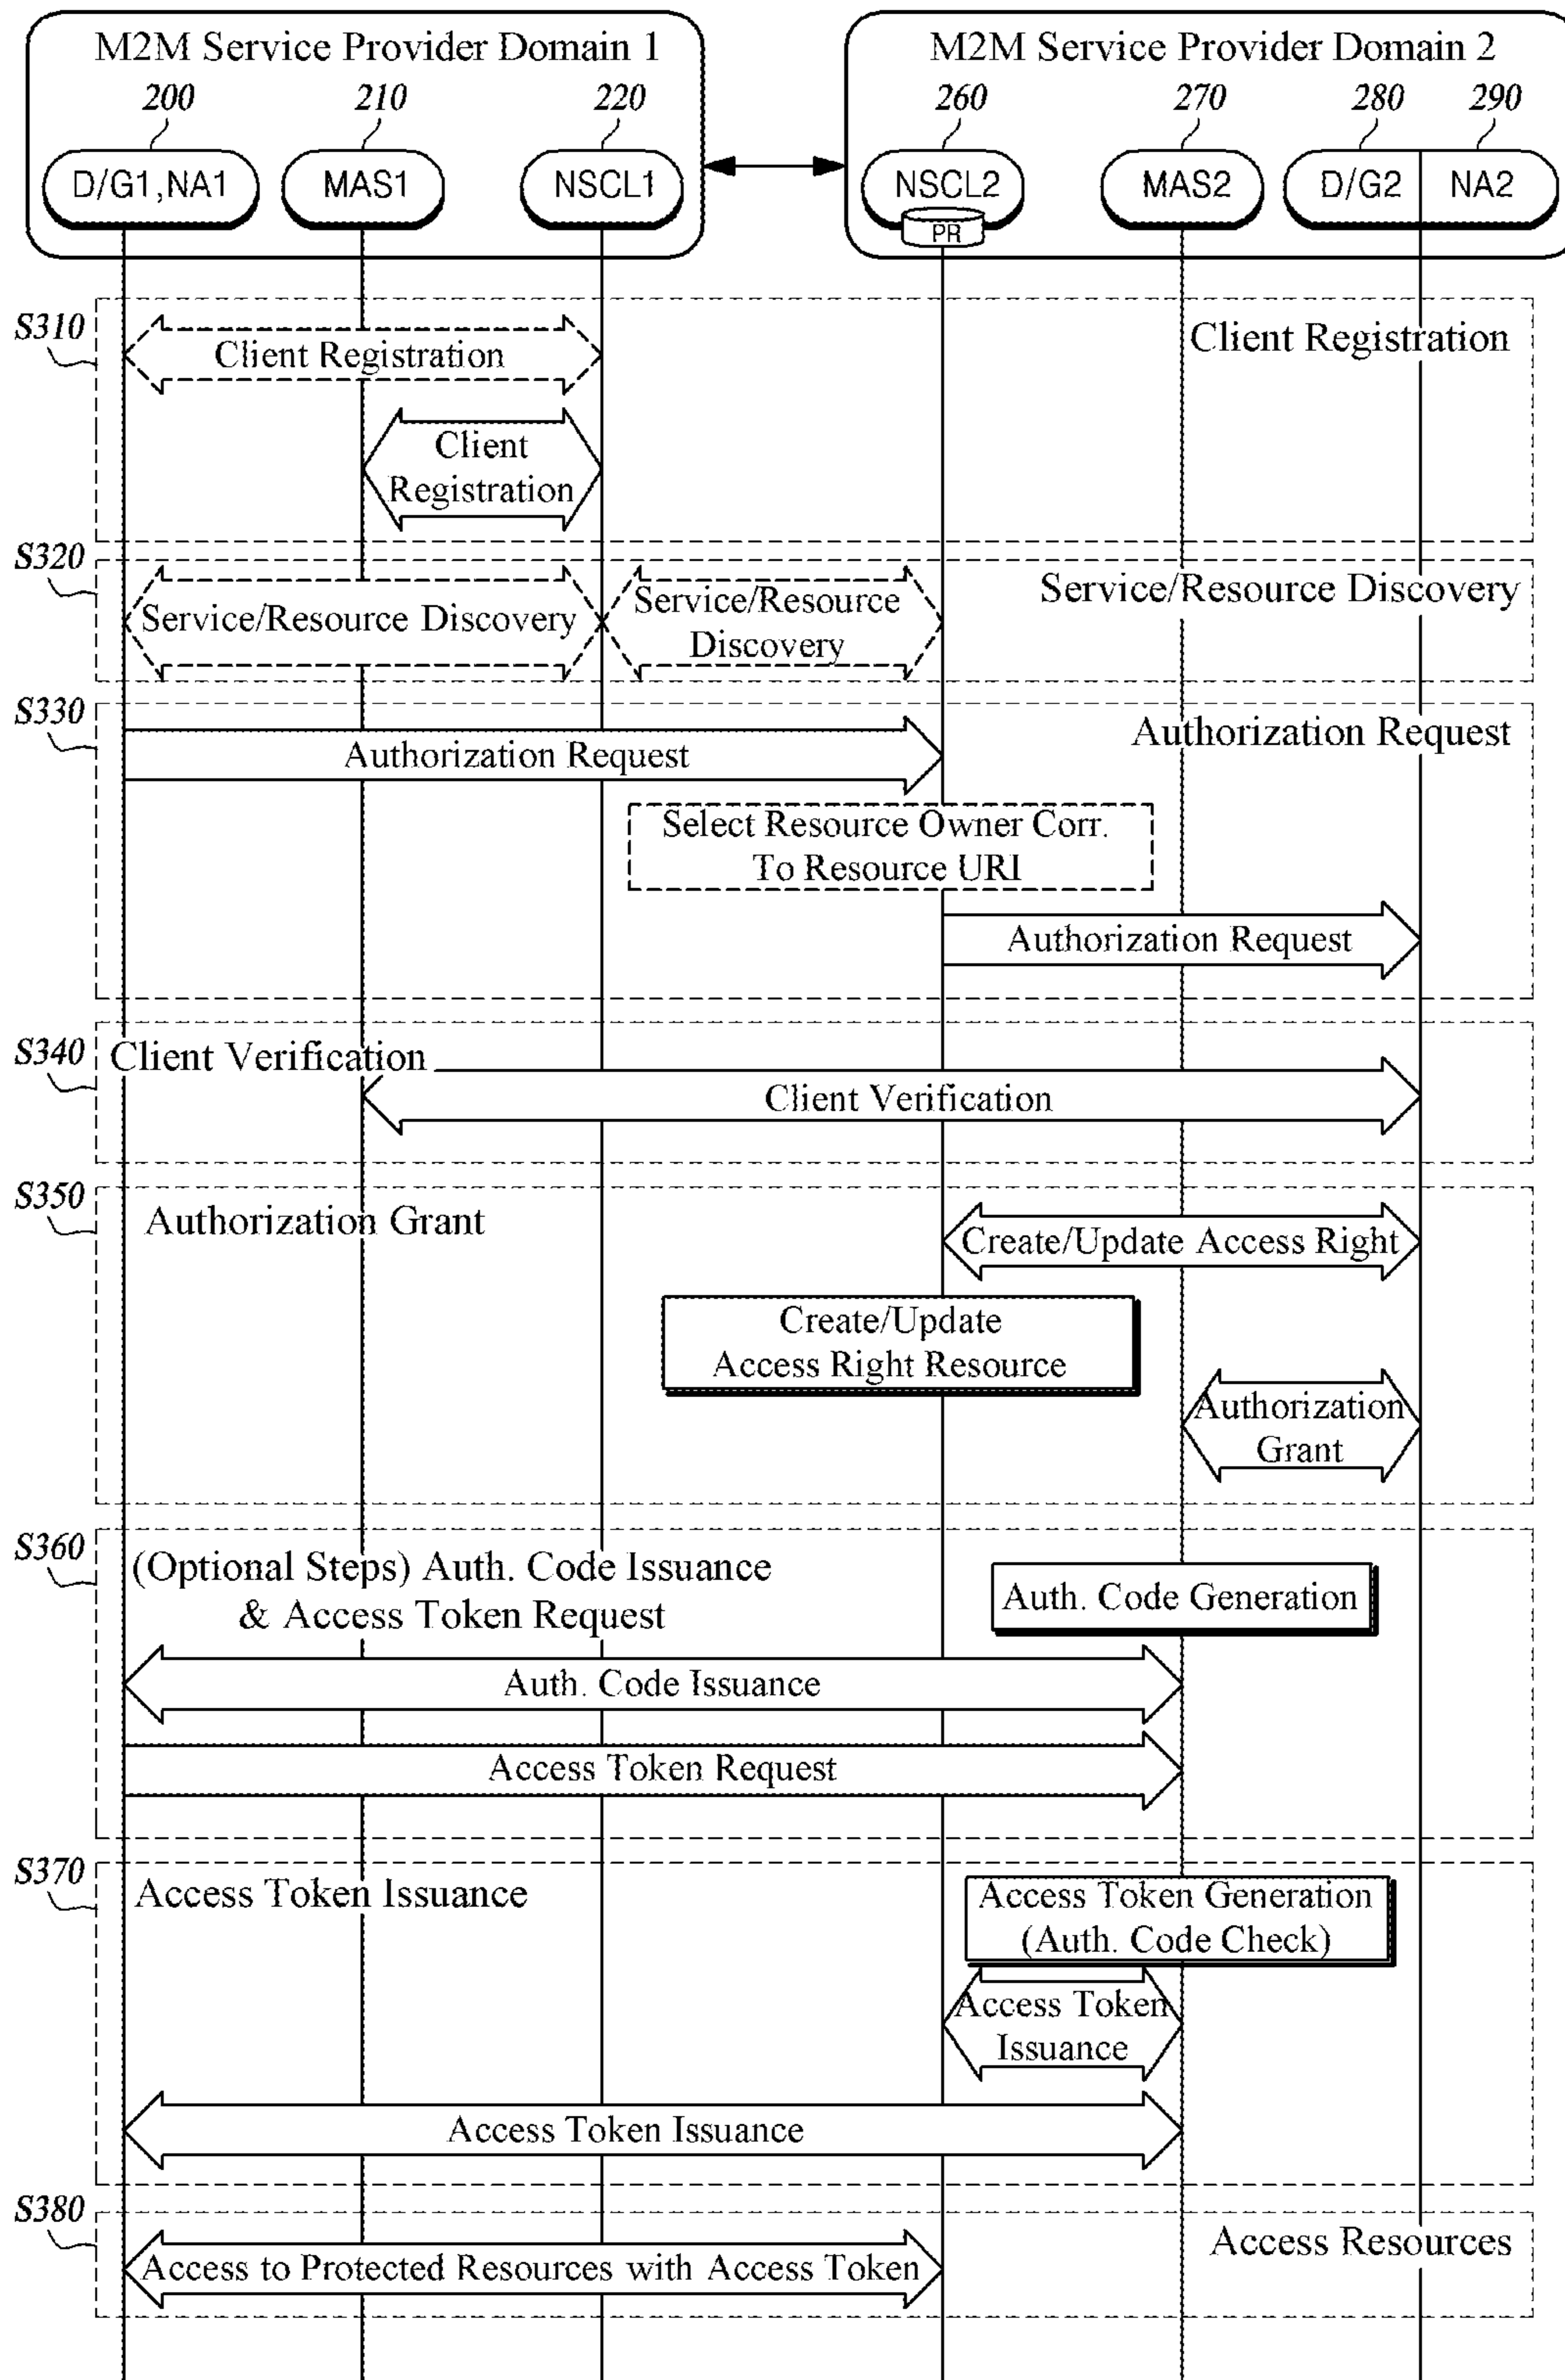 M2M Service Provider Domain 1
M2M Service Provider Domain 2
200
210
220
260
270
280
290
D/G1,NA1
MAS1
NSCL1
NSCL2
MAS2
D/G2
NA2
PR
S310
Client Registration
Client Registration
Client
Registration
S320
Service/Resource Discovery
Service/Resource
Discovery
Service/Resource Discovery
S330
Authorization Request
Authorization Request
Select Resource Owner Corr.
To Resource URI
Authorization Request
S340
Client Verification
Client Verification
S350
Authorization Grant
Create/Update Access Right
Create/Update
Access Right Resource
Authorization
Grant
S360
(Optional Steps) Auth. Code Issuance
& Access Token Request
Auth. Code Generation
Auth. Code Issuance
Access Token Request
S370
Access Token Issuance
Access Token Generation
(Auth. Code Check)
Access Token
Issuance
Access Token Issuance
S380
Access Resources
Access to Protected Resources with Access Token